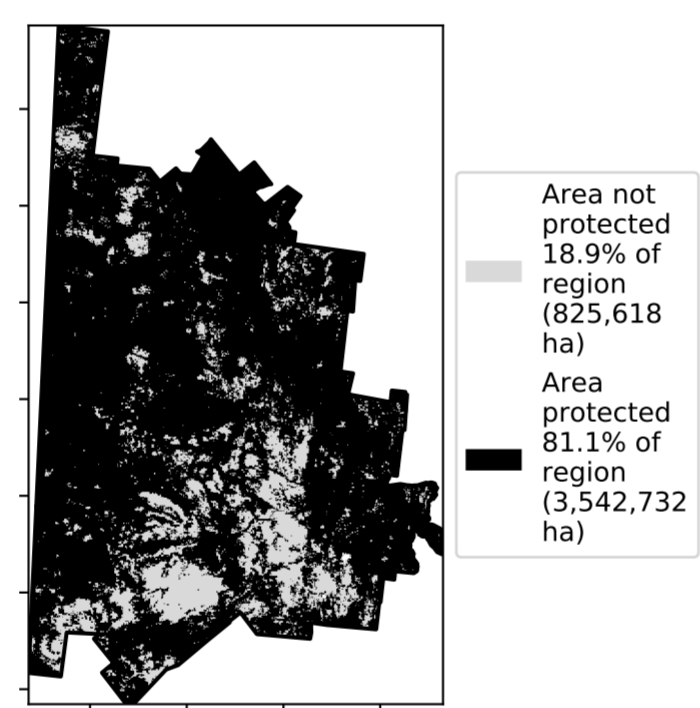 Area not
protected
18.9% of
region
(825,618
ha)
Area
protected
81.1% of
region
(3,542,732
ha)